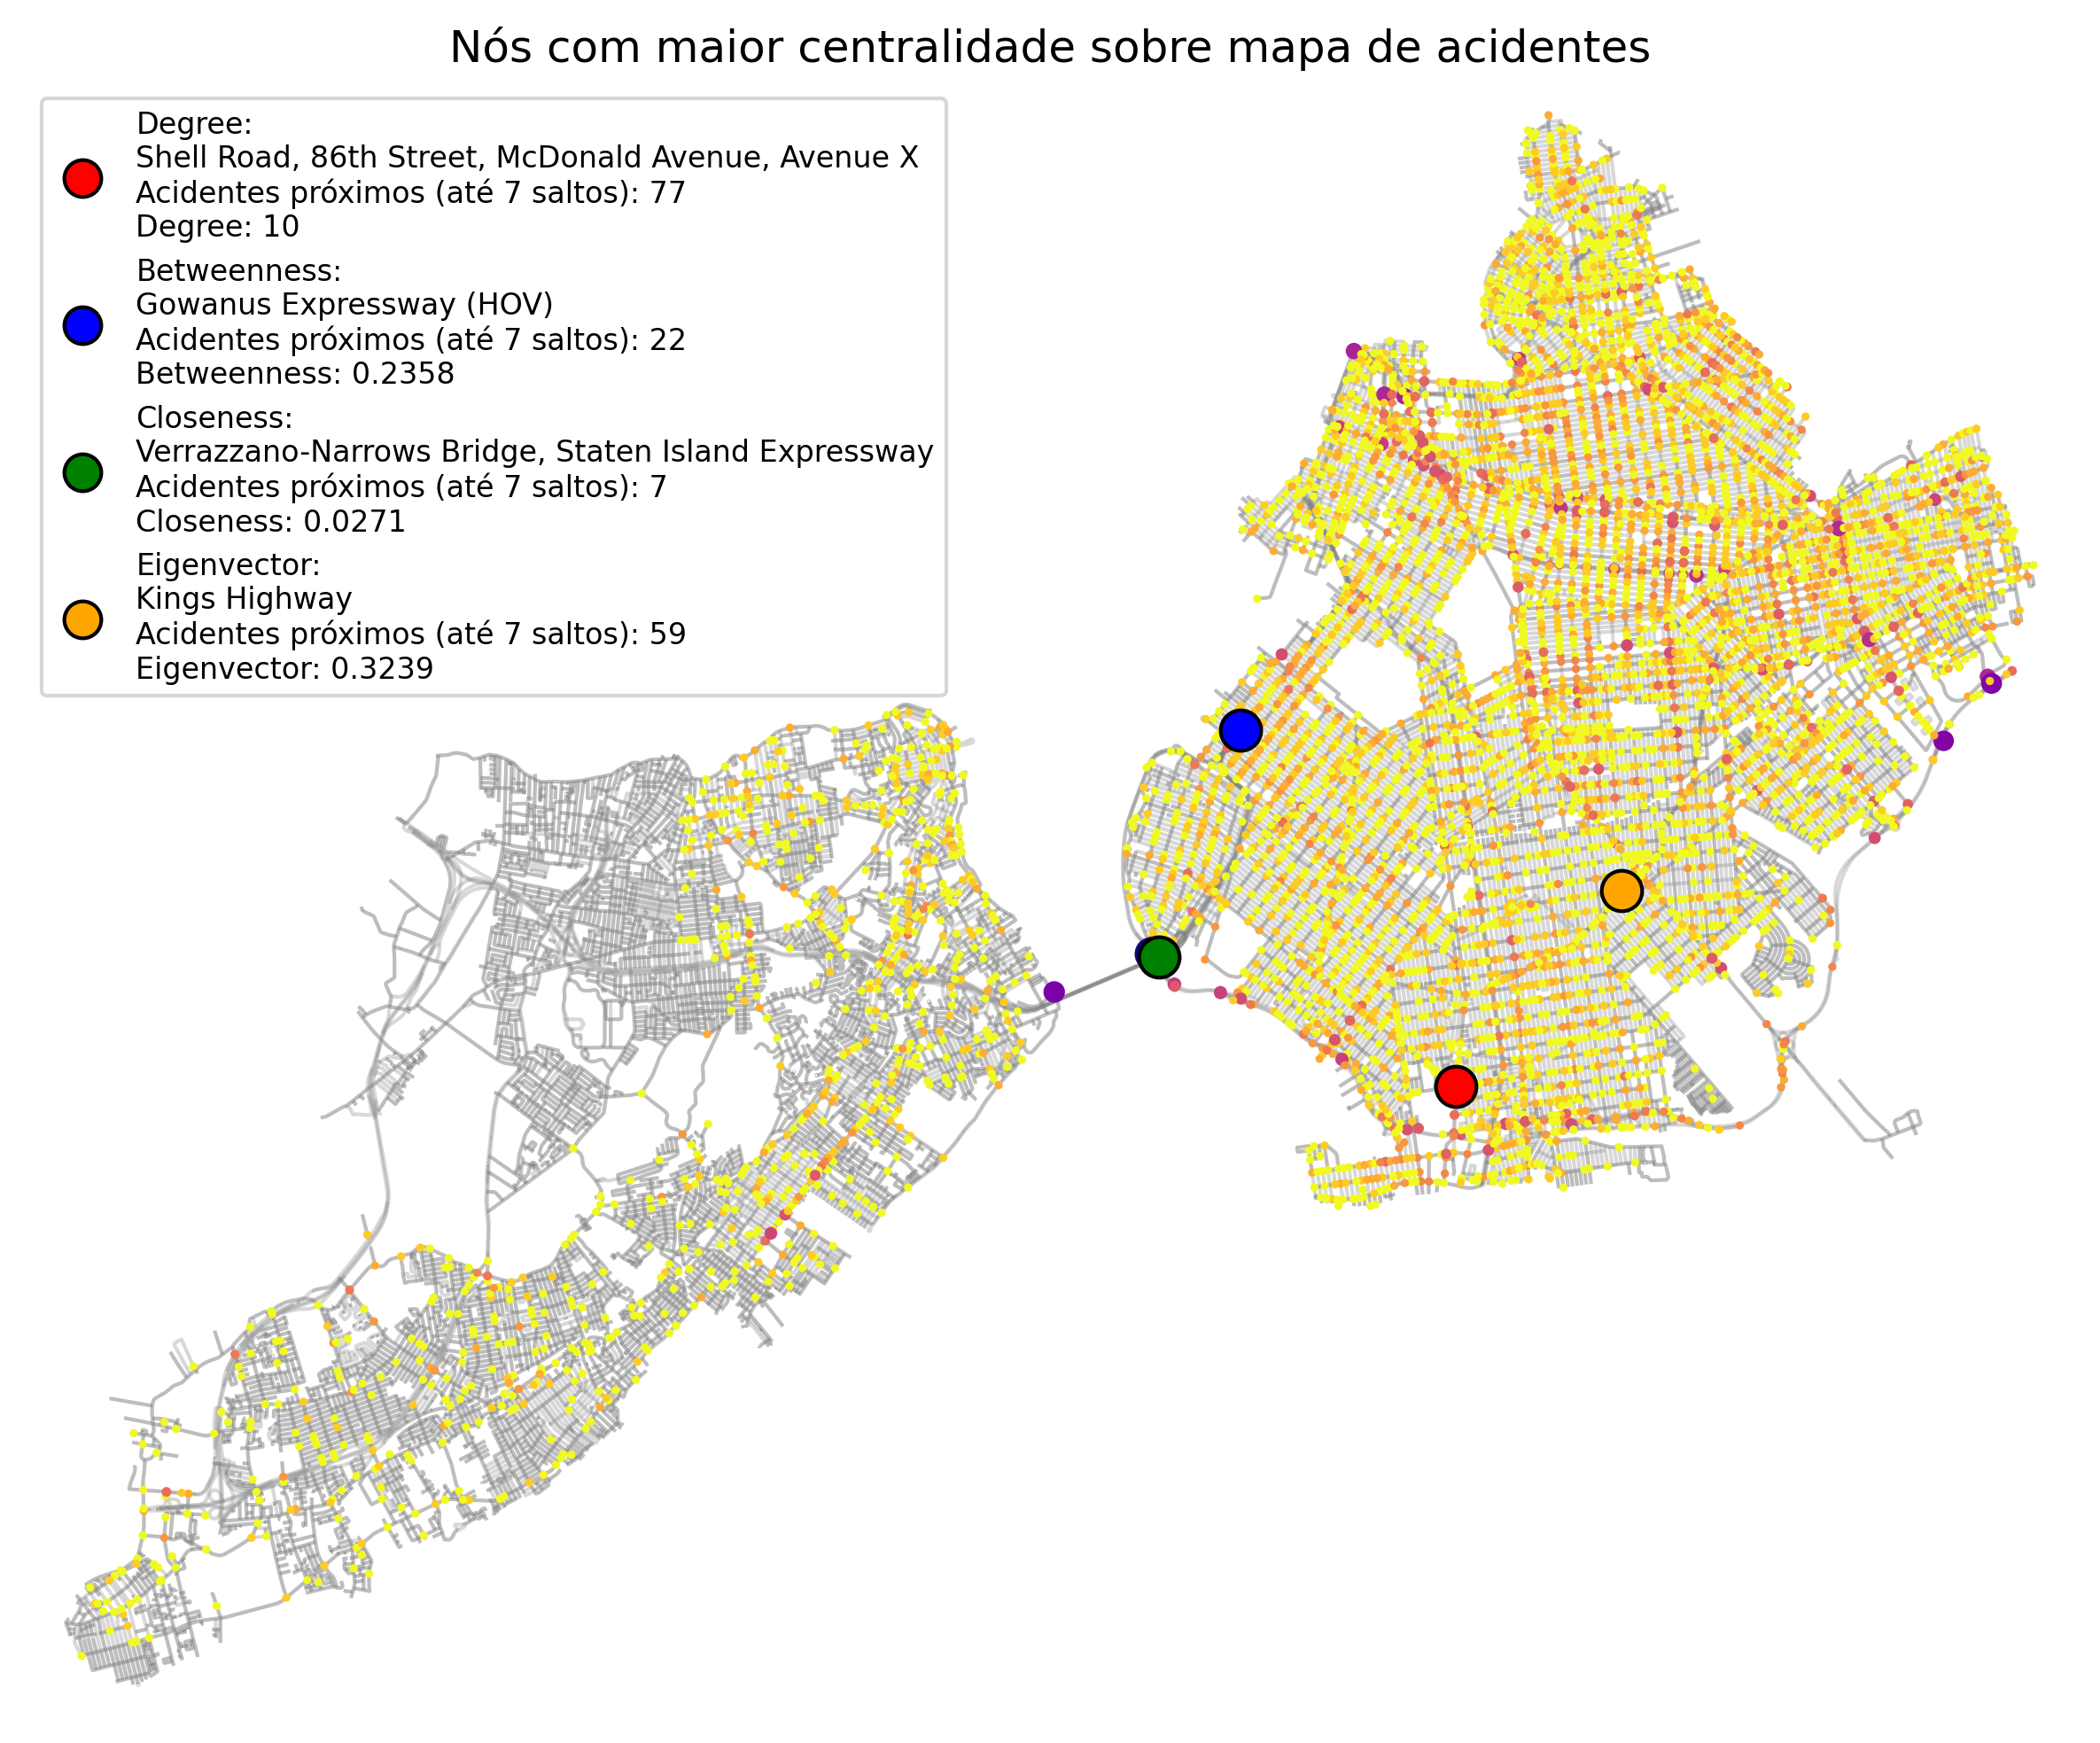 Nós com maior centralidade sobre mapa de acidentes
Degree:
Shell Road, 86th Street, McDonald Avenue, Avenue X
Acidentes próximos (até 7 saltos): 77
Degree: 10
Betweenness:
Gowanus Expressway (HOV)
Acidentes próximos (até 7 saltos): 22
Betweenness: 0.2358
Closeness:
Verrazzano-Narrows Bridge, Staten Island Expressway
Acidentes próximos (até 7 saltos): 7
Closeness: 0.0271
Eigenvector:
Kings Highway
Acidentes próximos (até 7 saltos): 59
Eigenvector: 0.3239